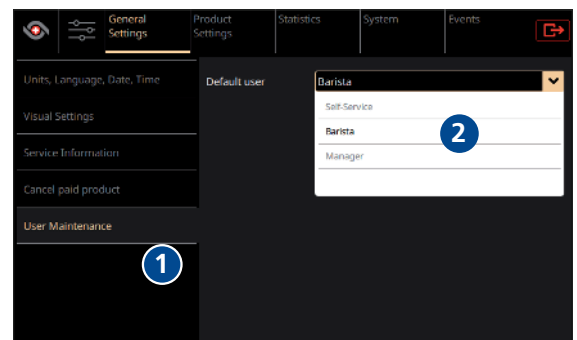 General Settings
Product Settings
Statistics
System
Events
Units, Language, Date, Time
Default user
Barista
Visual Settings
Self-Service
Barista
2
Service Information
Manager
Cancel paid product
User Maintenance
1